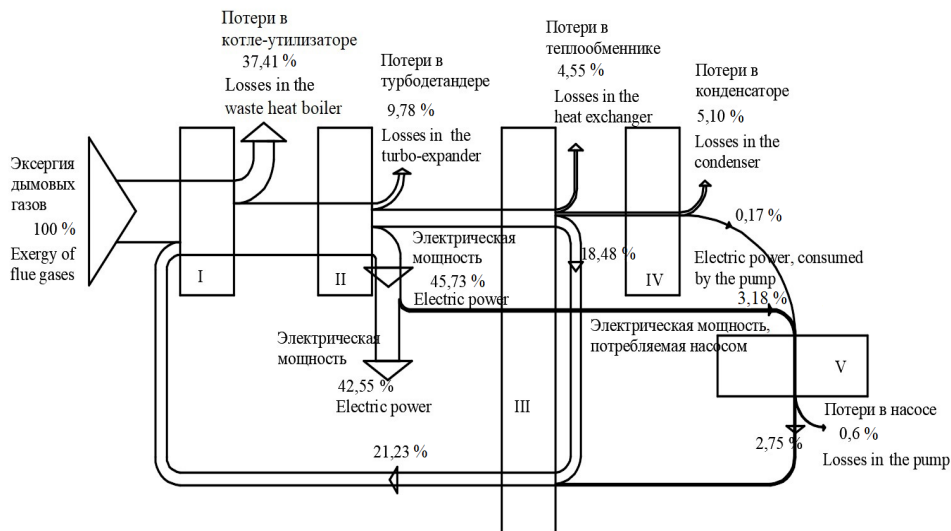 Потери в
котле-утилизаторе
37,41 %
Losses in the
waste heat boiler
Потери в
турбодетандере
9,78 %
Losses in the
turbo-expander
Потери в
теплообменнике
4,55 %
Losses in the
heat exchanger
Потери в
конденсаторе
5,10 %
Losses in the
condenser
Эксергия
дымовых
газов
100 %
Exergy of
flue gases
I
II
III
IV
V
0,17 %
18,48 %
Электрическая
мощность
45,73 %
Electric power
Electric power, consumed
by the pump
3,18 %
Электрическая мощность,
потребляемая насосом
Электрическая
мощность
42,55 %
Electric power
21,23 %
2,75 %
Потери в насосе
0,6 %
Losses in the pump